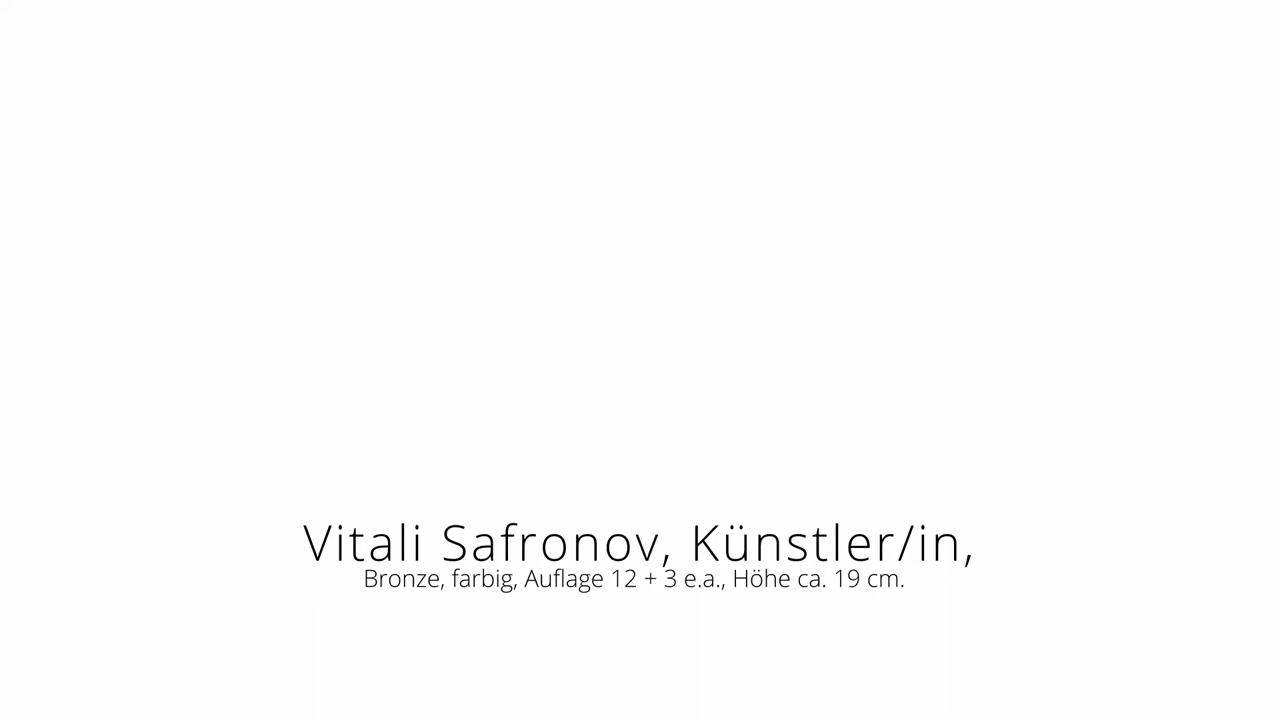 Vitali Safronov, Künstler/in,
Bronze, farbig, Auflage 12 + 3 e.a., Höhe ca. 19 cm.